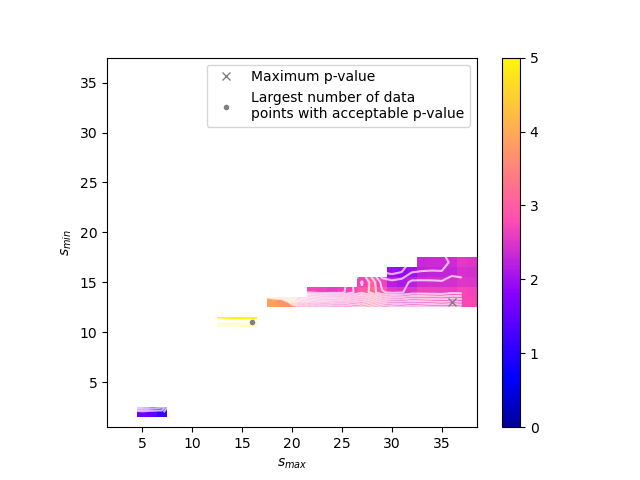 Maximum p-value
Largest number of data
points with acceptable p-value
35
30
25
20
15
10
5
s_min
5 10 15 20 25 30 35
s_max
5
4
3
2
1
0